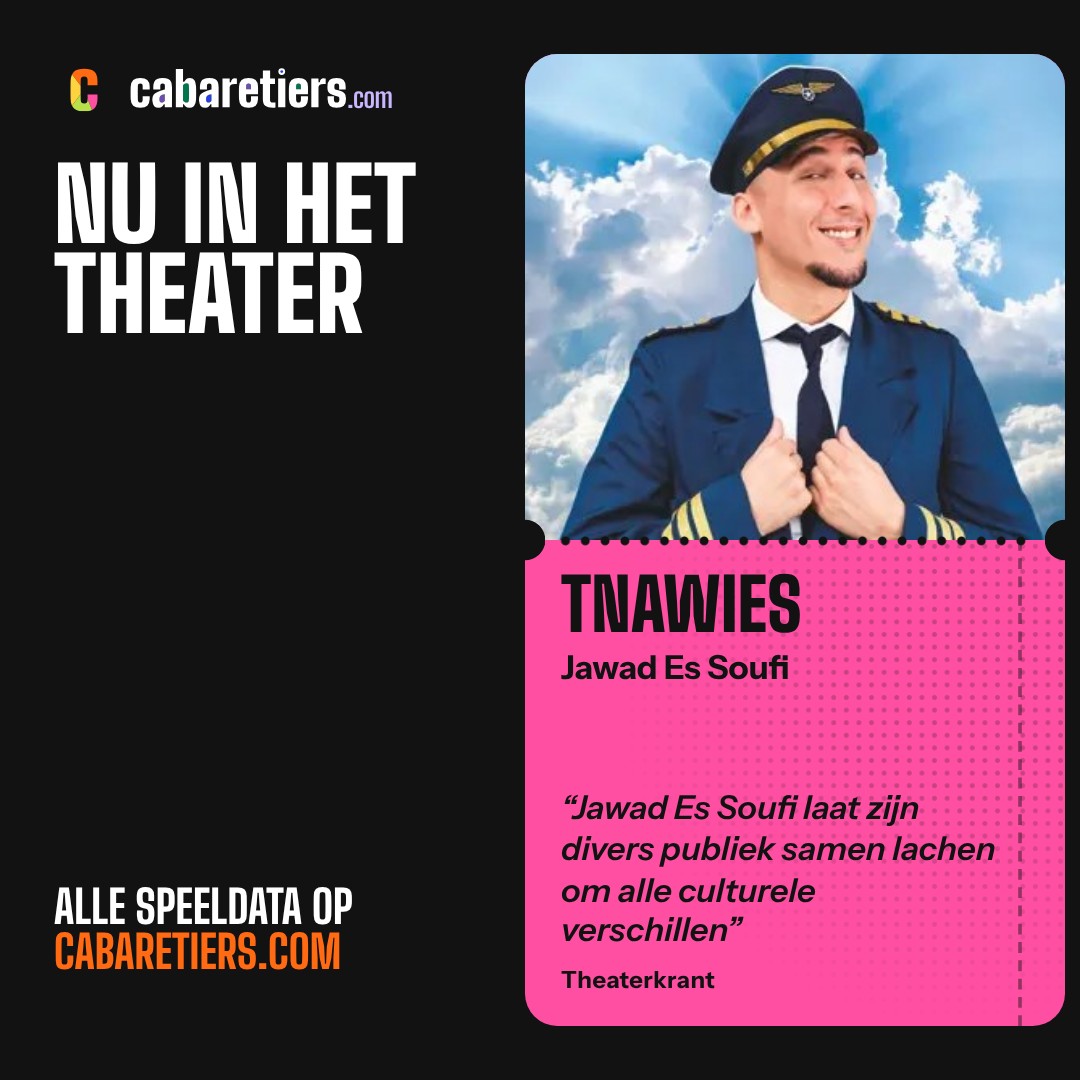 C cabaretiers.com
NU IN HET
THEATER
TNAWIES
Jawad Es Soufi
“Jawad Es Soufi laat zijn
divers publiek samen lachen
om alle culturele
verschillen”
Theaterkrant
ALLE SPEELDATA OP
CABARETIERS.COM